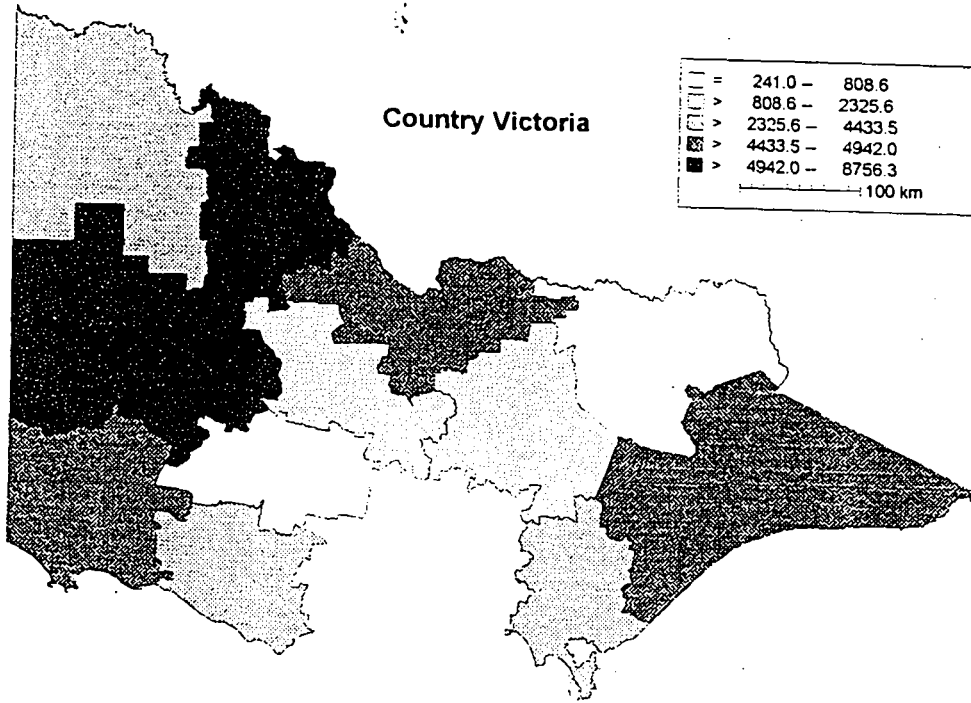 Country Victoria
= 241.0 – 808.6
> 808.6 – 2325.6
> 2325.6 – 4433.5
> 4433.5 – 4942.0
> 4942.0 – 8756.3
100 km